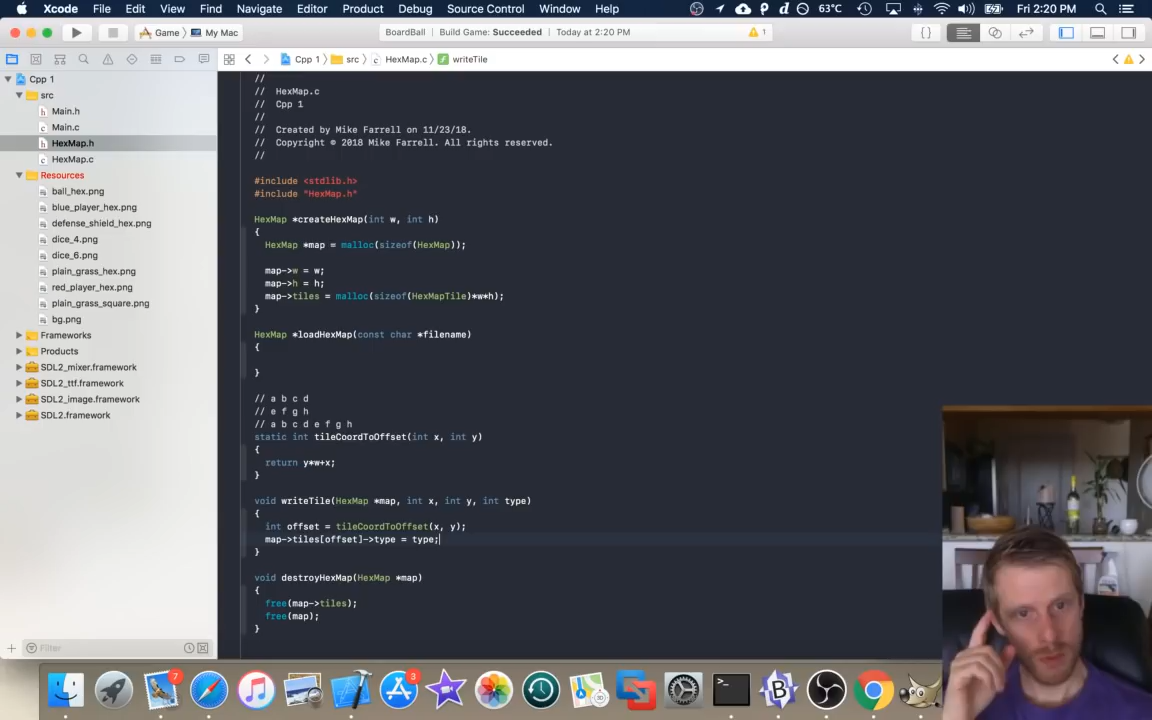 Xcode File Edit View Find Navigate Editor Product Debug Source Control Window Help 63°C Fri 2:20 PM
Game My Mac BoardBall Build Game: Succeeded Today at 2:20 PM 1
Cpp 1 src HexMap.c writeTile
Cpp 1
src
Main.h
Main.c
HexMap.h
HexMap.c
Resources
ball_hex.png
blue_player_hex.png
defense_shield_hex.png
dice_4.png
dice_6.png
plain_grass_hex.png
red_player_hex.png
plain_grass_square.png
bg.png
Frameworks
Products
SDL2_mixer.framework
SDL2_ttf.framework
SDL2_image.framework
SDL2.framework
Filter
//
// HexMap.c
// Cpp 1
//
// Created by Mike Farrell on 11/23/18.
// Copyright © 2018 Mike Farrell. All rights reserved.
//
#include <stdlib.h>
#include "HexMap.h"
HexMap *createHexMap(int w, int h)
{
HexMap *map = malloc(sizeof(HexMap));
map->w = w;
map->h = h;
map->tiles = malloc(sizeof(HexMapTile)*w*h);
}
HexMap *loadHexMap(const char *filename)
{
}
// a b c d
// e f g h
// a b c d e f g h
static int tileCoordToOffset(int x, int y)
{
return y*w+x;
}
void writeTile(HexMap *map, int x, int y, int type)
{
int offset = tileCoordToOffset(x, y);
map->tiles[offset]->type = type;
}
void destroyHexMap(HexMap *map)
{
free(map->tiles);
free(map);
}
7
3